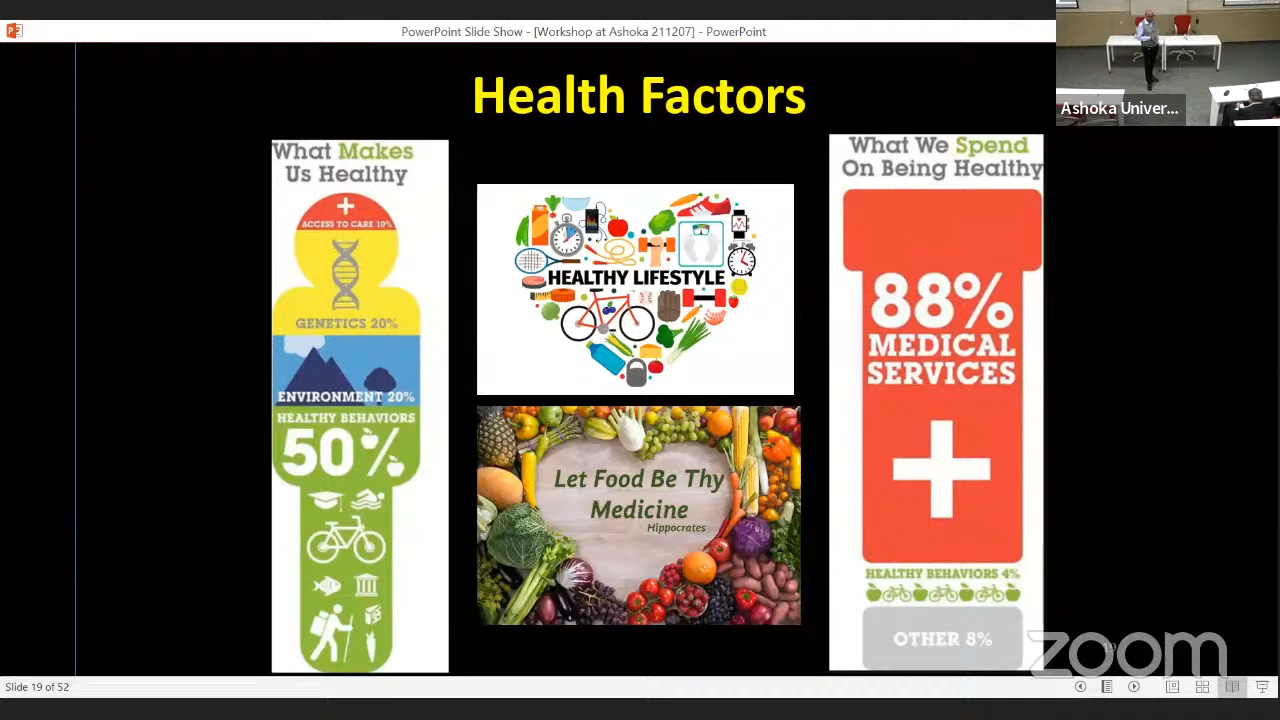 PowerPoint Slide Show - [Workshop at Ashoka 211207] - PowerPoint
Ashoka Univer...
Health Factors
What Makes
Us Healthy
ACCESS TO CARE 10%
GENETICS 20%
ENVIRONMENT 20%
HEALTHY BEHAVIORS
50%
HEALTHY LIFESTYLE
Let Food Be Thy
Medicine
Hippocrates
What We Spend
On Being Healthy
88%
MEDICAL
SERVICES
HEALTHY BEHAVIORS 4%
OTHER 8%
19
zoom
Slide 19 of 52